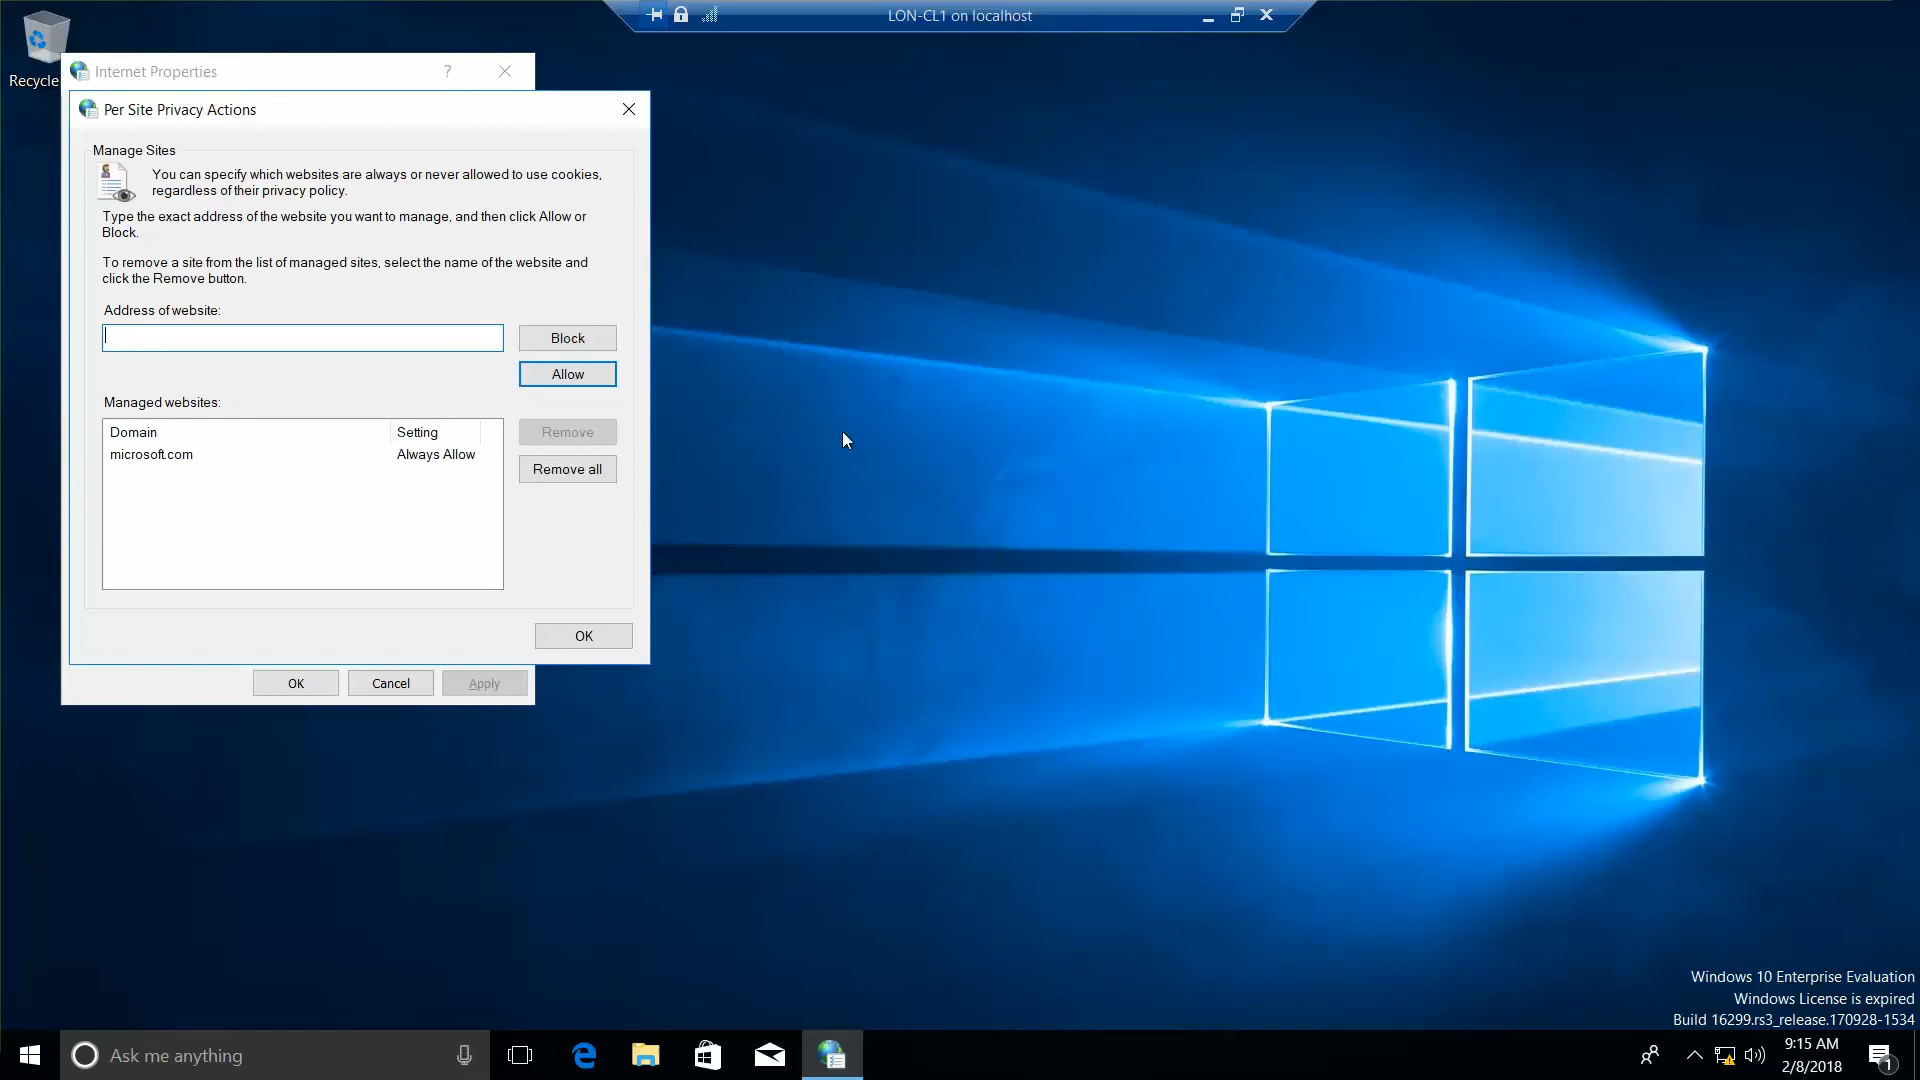 LON-CL1 on localhost
Recycle
Internet Properties
?
Per Site Privacy Actions
Manage Sites
You can specify which websites are always or never allowed to use cookies,
regardless of their privacy policy.
Type the exact address of the website you want to manage, and then click Allow or
Block.
To remove a site from the list of managed sites, select the name of the website and
click the Remove button.
Address of website:
Block
Allow
Managed websites:
Domain Setting
microsoft.com Always Allow
Remove
Remove all
OK
OK Cancel Apply
Windows 10 Enterprise Evaluation
Windows License is expired
Build 16299.rs3_release.170928-1534
Ask me anything
9:15 AM
2/8/2018
1